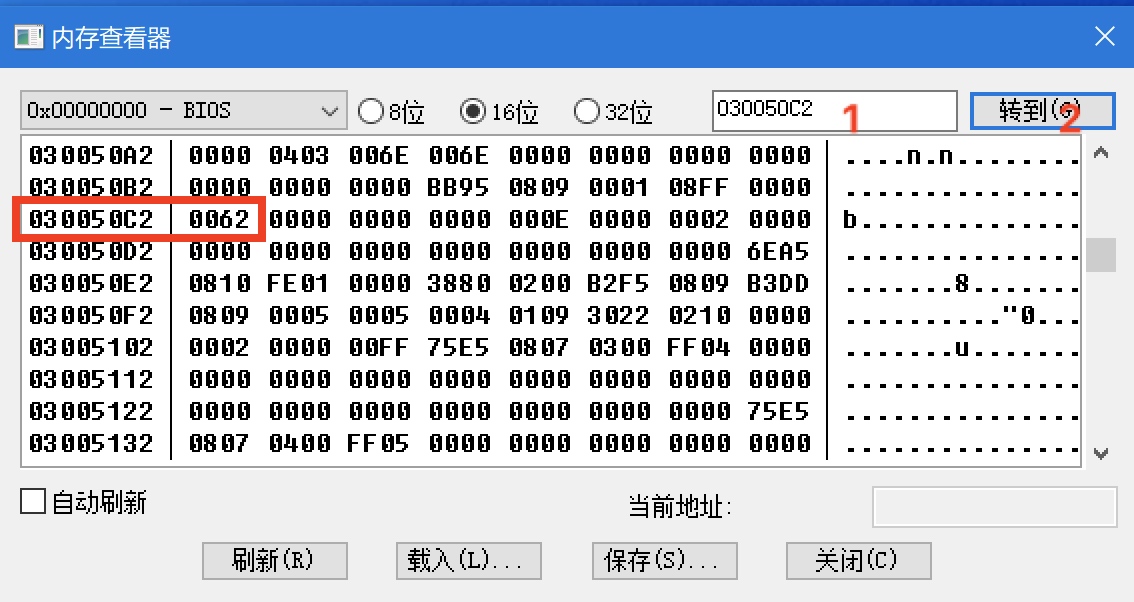 内存查看器
0x00000000 - BIOS 8位 16位 32位 030050C2 1 转到(G) 2
030050A2 0000 0403 006E 006E 0000 0000 0000 0000 ....n.n.........
030050B2 0000 0000 BB95 0809 0001 08FF 0000 ................
030050C2 0062 0000 0000 0000 000E 0000 0002 0000 b...............
030050D2 0000 0000 0000 0000 0000 0000 0000 6EA5 ................
030050E2 0810 FE01 0000 3880 0200 B2F5 0809 B3DD .......8........
030050F2 0809 0005 0005 0004 0109 3022 0210 0000 .........."0....
03005102 0002 0000 00FF 75E5 0807 0300 FF04 0000 .......u........
03005112 0000 0000 0000 0000 0000 0000 0000 0000 ................
03005122 0000 0000 0000 0000 0000 0000 0000 75E5 ................
03005132 0807 0400 FF05 0000 0000 0000 0000 0000 ................
自动刷新 当前地址:
刷新(R) 载入(L)... 保存(S)... 关闭(C)